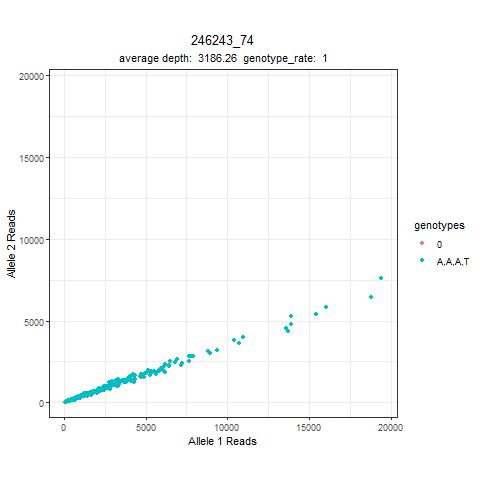 246243_74
average depth:  3186.26  genotype_rate:  1
20000
15000
10000
5000
0
Allele 2 Reads
0 5000 10000 15000 20000
Allele 1 Reads
genotypes
0
A,A,A,T